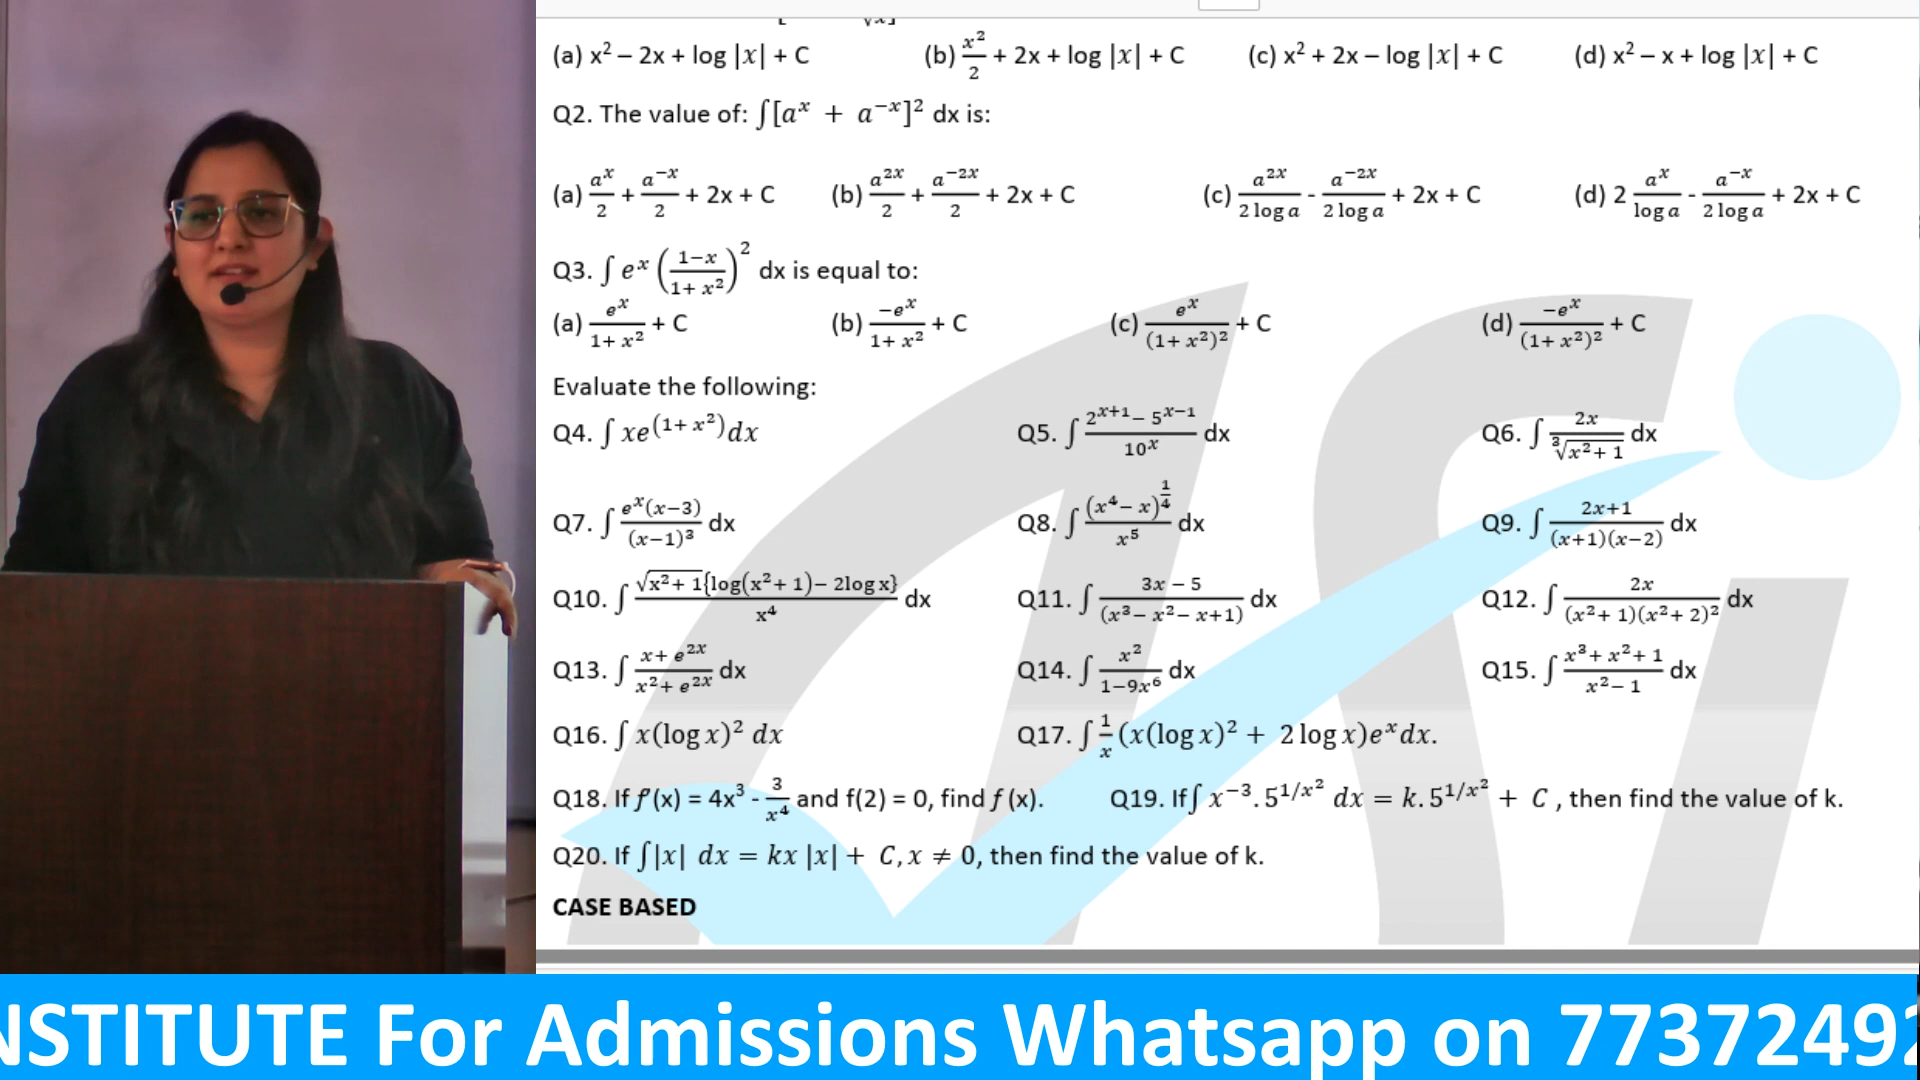 (a) x² – 2x + log |x| + C (b) x²/2 + 2x + log |x| + C (c) x² + 2x – log |x| + C (d) x² – x + log |x| + C
Q2. The value of: ∫[aˣ + a⁻ˣ]² dx is:
(a) aˣ/2 + a⁻ˣ/2 + 2x + C (b) a²ˣ/2 + a⁻²ˣ/2 + 2x + C (c) a²ˣ/(2 log a) - a⁻²ˣ/(2 log a) + 2x + C (d) 2 aˣ/(log a) - a⁻ˣ/(2 log a) + 2x + C
Q3. ∫ eˣ ((1−x)/(1+ x²))² dx is equal to:
(a) eˣ/(1+ x²) + C (b) −eˣ/(1+ x²) + C (c) eˣ/(1+ x²)² + C (d) −eˣ/(1+ x²)² + C
Evaluate the following:
Q4. ∫ xe^(1+ x²) dx Q5. ∫ (2ˣ⁺¹ − 5ˣ⁻¹)/10ˣ dx Q6. ∫ 2x/∛(x²+ 1) dx
Q7. ∫ eˣ(x−3)/(x−1)³ dx Q8. ∫ (x⁴− x)^(1/4)/x⁵ dx Q9. ∫ (2x+1)/((x+1)(x−2)) dx
Q10. ∫ √(x²+ 1){log(x²+ 1)− 2log x}/x⁴ dx Q11. ∫ (3x − 5)/(x³− x²− x+1) dx Q12. ∫ 2x/((x²+ 1)(x²+ 2)²) dx
Q13. ∫ (x+ e²ˣ)/(x²+ e²ˣ) dx Q14. ∫ x²/(1−9x⁶) dx Q15. ∫ (x³+ x²+ 1)/(x²− 1) dx
Q16. ∫ x(log x)² dx Q17. ∫ 1/x (x(log x)² + 2 log x)eˣdx.
Q18. If f′(x) = 4x³ - 3/x⁴ and f(2) = 0, find f (x). Q19. If∫ x⁻³. 5^(1/x²) dx = k. 5^(1/x²) + C , then find the value of k.
Q20. If ∫|x| dx = kx |x| + C, x ≠ 0, then find the value of k.
CASE BASED
NSTITUTE For Admissions Whatsapp on 7737249